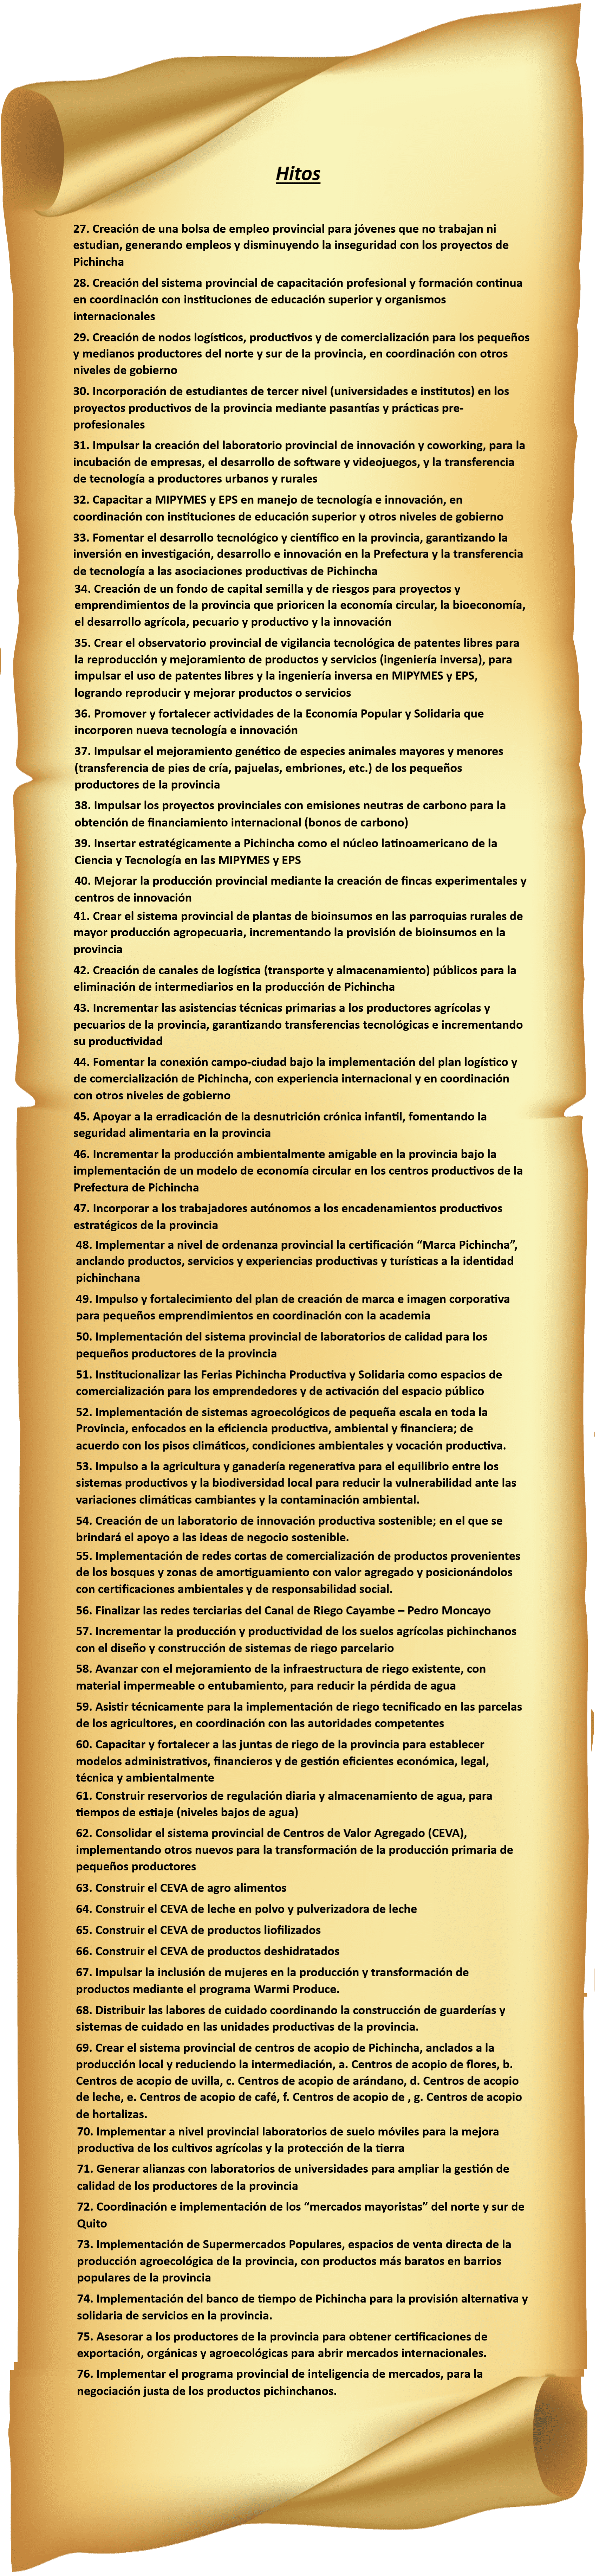 Hitos
27. Creación de una bolsa de empleo provincial para jóvenes que no trabajan ni
estudian, generando empleos y disminuyendo la inseguridad con los proyectos de
Pichincha
28. Creación del sistema provincial de capacitación profesional y formación continua
en coordinación con instituciones de educación superior y organismos
internacionales
29. Creación de nodos logísticos, productivos y de comercialización para los pequeños
y medianos productores del norte y sur de la provincia, en coordinación con otros
niveles de gobierno
30. Incorporación de estudiantes de tercer nivel (universidades e institutos) en los
proyectos productivos de la provincia mediante pasantías y prácticas pre-
profesionales
31. Impulsar la creación del laboratorio provincial de innovación y coworking, para la
incubación de empresas, el desarrollo de software y videojuegos, y la transferencia
de tecnología a productores urbanos y rurales
32. Capacitar a MIPYMES y EPS en manejo de tecnología e innovación, en
coordinación con instituciones de educación superior y otros niveles de gobierno
33. Fomentar el desarrollo tecnológico y científico en la provincia, garantizando la
inversión en investigación, desarrollo e innovación en la Prefectura y la transferencia
de tecnología a las asociaciones productivas de Pichincha
34. Creación de un fondo de capital semilla y de riesgos para proyectos y
emprendimientos de la provincia que prioricen la economía circular, la bioeconomía,
el desarrollo agrícola, pecuario y productivo y la innovación
35. Crear el observatorio provincial de vigilancia tecnológica de patentes libres para
la reproducción y mejoramiento de productos y servicios (ingeniería inversa), para
impulsar el uso de patentes libres y la ingeniería inversa en MIPYMES y EPS,
logrando reproducir y mejorar productos o servicios
36. Promover y fortalecer actividades de la Economía Popular y Solidaria que
incorporen nueva tecnología e innovación
37. Impulsar el mejoramiento genético de especies animales mayores y menores
(transferencia de pies de cría, pajuelas, embriones, etc.) de los pequeños
productores de la provincia
38. Impulsar los proyectos provinciales con emisiones neutras de carbono para la
obtención de financiamiento internacional (bonos de carbono)
39. Insertar estratégicamente a Pichincha como el núcleo latinoamericano de la
Ciencia y Tecnología en las MIPYMES y EPS
40. Mejorar la producción provincial mediante la creación de fincas experimentales y
centros de innovación
41. Crear el sistema provincial de plantas de bioinsumos en las parroquias rurales de
mayor producción agropecuaria, incrementando la provisión de bioinsumos en la
provincia
42. Creación de canales de logística (transporte y almacenamiento) públicos para la
eliminación de intermediarios en la producción de Pichincha
43. Incrementar las asistencias técnicas primarias a los productores agrícolas y
pecuarios de la provincia, garantizando transferencias tecnológicas e incrementando
su productividad
44. Fomentar la conexión campo-ciudad bajo la implementación del plan logístico y
de comercialización de Pichincha, con experiencia internacional y en coordinación
con otros niveles de gobierno
45. Apoyar a la erradicación de la desnutrición crónica infantil, fomentando la
seguridad alimentaria en la provincia
46. Incrementar la producción ambientalmente amigable en la provincia bajo la
implementación de un modelo de economía circular en los centros productivos de la
Prefectura de Pichincha
47. Incorporar a los trabajadores autónomos a los encadenamientos productivos
estratégicos de la provincia
48. Implementar a nivel de ordenanza provincial la certificación “Marca Pichincha”,
anclando productos, servicios y experiencias productivas y turísticas a la identidad
pichinchana
49. Impulso y fortalecimiento del plan de creación de marca e imagen corporativa
para pequeños emprendimientos en coordinación con la academia
50. Implementación del sistema provincial de laboratorios de calidad para los
pequeños productores de la provincia
51. Institucionalizar las Ferias Pichincha Productiva y Solidaria como espacios de
comercialización para los emprendedores y de activación del espacio público
52. Implementación de sistemas agroecológicos de pequeña escala en toda la
Provincia, enfocados en la eficiencia productiva, ambiental y financiera; de
acuerdo con los pisos climáticos, condiciones ambientales y vocación productiva.
53. Impulso a la agricultura y ganadería regenerativa para el equilibrio entre los
sistemas productivos y la biodiversidad local para reducir la vulnerabilidad ante las
variaciones climáticas cambiantes y la contaminación ambiental.
54. Creación de un laboratorio de innovación productiva sostenible; en el que se
brindará el apoyo a las ideas de negocio sostenible.
55. Implementación de redes cortas de comercialización de productos provenientes
de los bosques y zonas de amortiguamiento con valor agregado y posicionándolos
con certificaciones ambientales y de responsabilidad social.
56. Finalizar las redes terciarias del Canal de Riego Cayambe – Pedro Moncayo
57. Incrementar la producción y productividad de los suelos agrícolas pichinchanos
con el diseño y construcción de sistemas de riego parcelario
58. Avanzar con el mejoramiento de la infraestructura de riego existente, con
material impermeable o entubamiento, para reducir la pérdida de agua
59. Asistir técnicamente para la implementación de riego tecnificado en las parcelas
de los agricultores, en coordinación con las autoridades competentes
60. Capacitar y fortalecer a las juntas de riego de la provincia para establecer
modelos administrativos, financieros y de gestión eficientes económica, legal,
técnica y ambientalmente
61. Construir reservorios de regulación diaria y almacenamiento de agua, para
tiempos de estiaje (niveles bajos de agua)
62. Consolidar el sistema provincial de Centros de Valor Agregado (CEVA),
implementando otros nuevos para la transformación de la producción primaria de
pequeños productores
63. Construir el CEVA de agro alimentos
64. Construir el CEVA de leche en polvo y pulverizadora de leche
65. Construir el CEVA de productos liofilizados
66. Construir el CEVA de productos deshidratados
67. Impulsar la inclusión de mujeres en la producción y transformación de
productos mediante el programa Warmi Produce.
68. Distribuir las labores de cuidado coordinando la construcción de guarderías y
sistemas de cuidado en las unidades productivas de la provincia.
69. Crear el sistema provincial de centros de acopio de Pichincha, anclados a la
producción local y reduciendo la intermediación, a. Centros de acopio de flores, b.
Centros de acopio de uvilla, c. Centros de acopio de arándano, d. Centros de acopio
de leche, e. Centros de acopio de café, f. Centros de acopio de , g. Centros de acopio
de hortalizas.
70. Implementar a nivel provincial laboratorios de suelo móviles para la mejora
productiva de los cultivos agrícolas y la protección de la tierra
71. Generar alianzas con laboratorios de universidades para ampliar la gestión de
calidad de los productores de la provincia
72. Coordinación e implementación de los “mercados mayoristas” del norte y sur de
Quito
73. Implementación de Supermercados Populares, espacios de venta directa de la
producción agroecológica de la provincia, con productos más baratos en barrios
populares de la provincia
74. Implementación del banco de tiempo de Pichincha para la provisión alternativa y
solidaria de servicios en la provincia.
75. Asesorar a los productores de la provincia para obtener certificaciones de
exportación, orgánicas y agroecológicas para abrir mercados internacionales.
76. Implementar el programa provincial de inteligencia de mercados, para la
negociación justa de los productos pichinchanos.